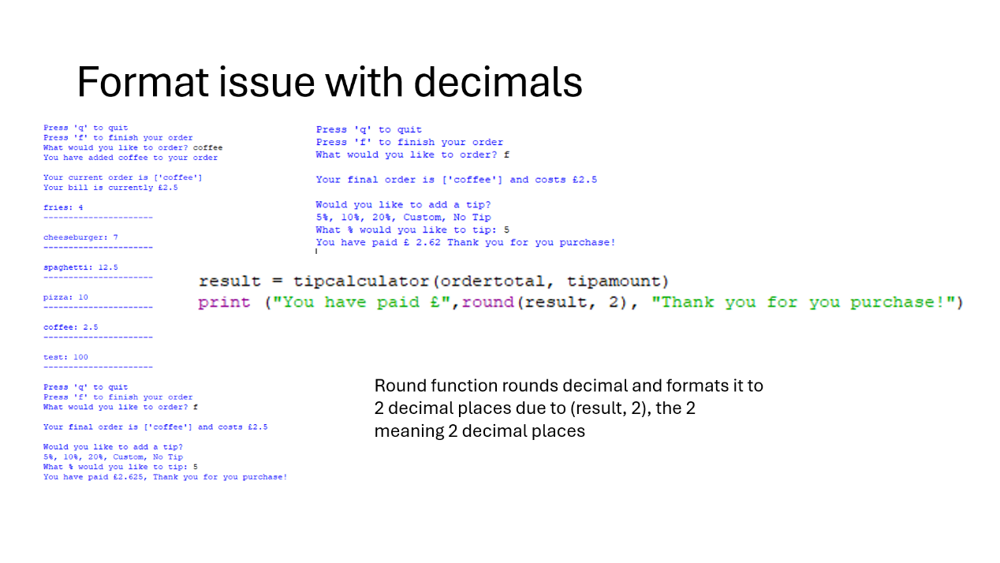 Format issue with decimals
Press 'q' to quit
Press 'f' to finish your order
What would you like to order? coffee
You have added coffee to your order
Your current order is ['coffee']
Your bill is currently £2.5
fries: 4
----------------------
cheeseburger: 7
----------------------
spaghetti: 12.5
----------------------
pizza: 10
----------------------
coffee: 2.5
----------------------
test: 100
----------------------
Press 'q' to quit
Press 'f' to finish your order
What would you like to order? f
Your final order is ['coffee'] and costs £2.5
Would you like to add a tip?
5%, 10%, 20%, Custom, No Tip
What % would you like to tip: 5
You have paid £2.625, Thank you for you purchase!
Press 'q' to quit
Press 'f' to finish your order
What would you like to order? f
Your final order is ['coffee'] and costs £2.5
Would you like to add a tip?
5%, 10%, 20%, Custom, No Tip
What % would you like to tip: 5
You have paid £ 2.62 Thank you for you purchase!
result = tipcalculator(ordertotal, tipamount)
print ("You have paid £",round(result, 2), "Thank you for you purchase!")
Round function rounds decimal and formats it to
2 decimal places due to (result, 2), the 2
meaning 2 decimal places